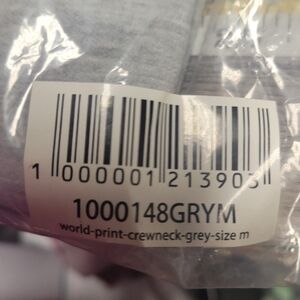 1 000001 213903
1000148GRYM
world-print-crewneck-grey-size m